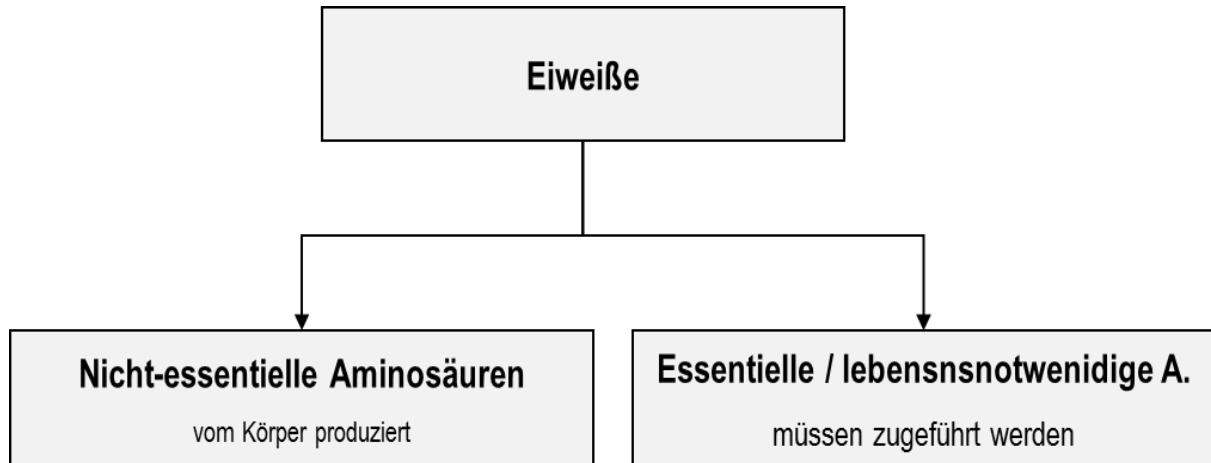 Eiweiße
Nicht-essentielle Aminosäuren
vom Körper produziert
Essentielle / lebensnsnotwenidige A.
müssen zugeführt werden